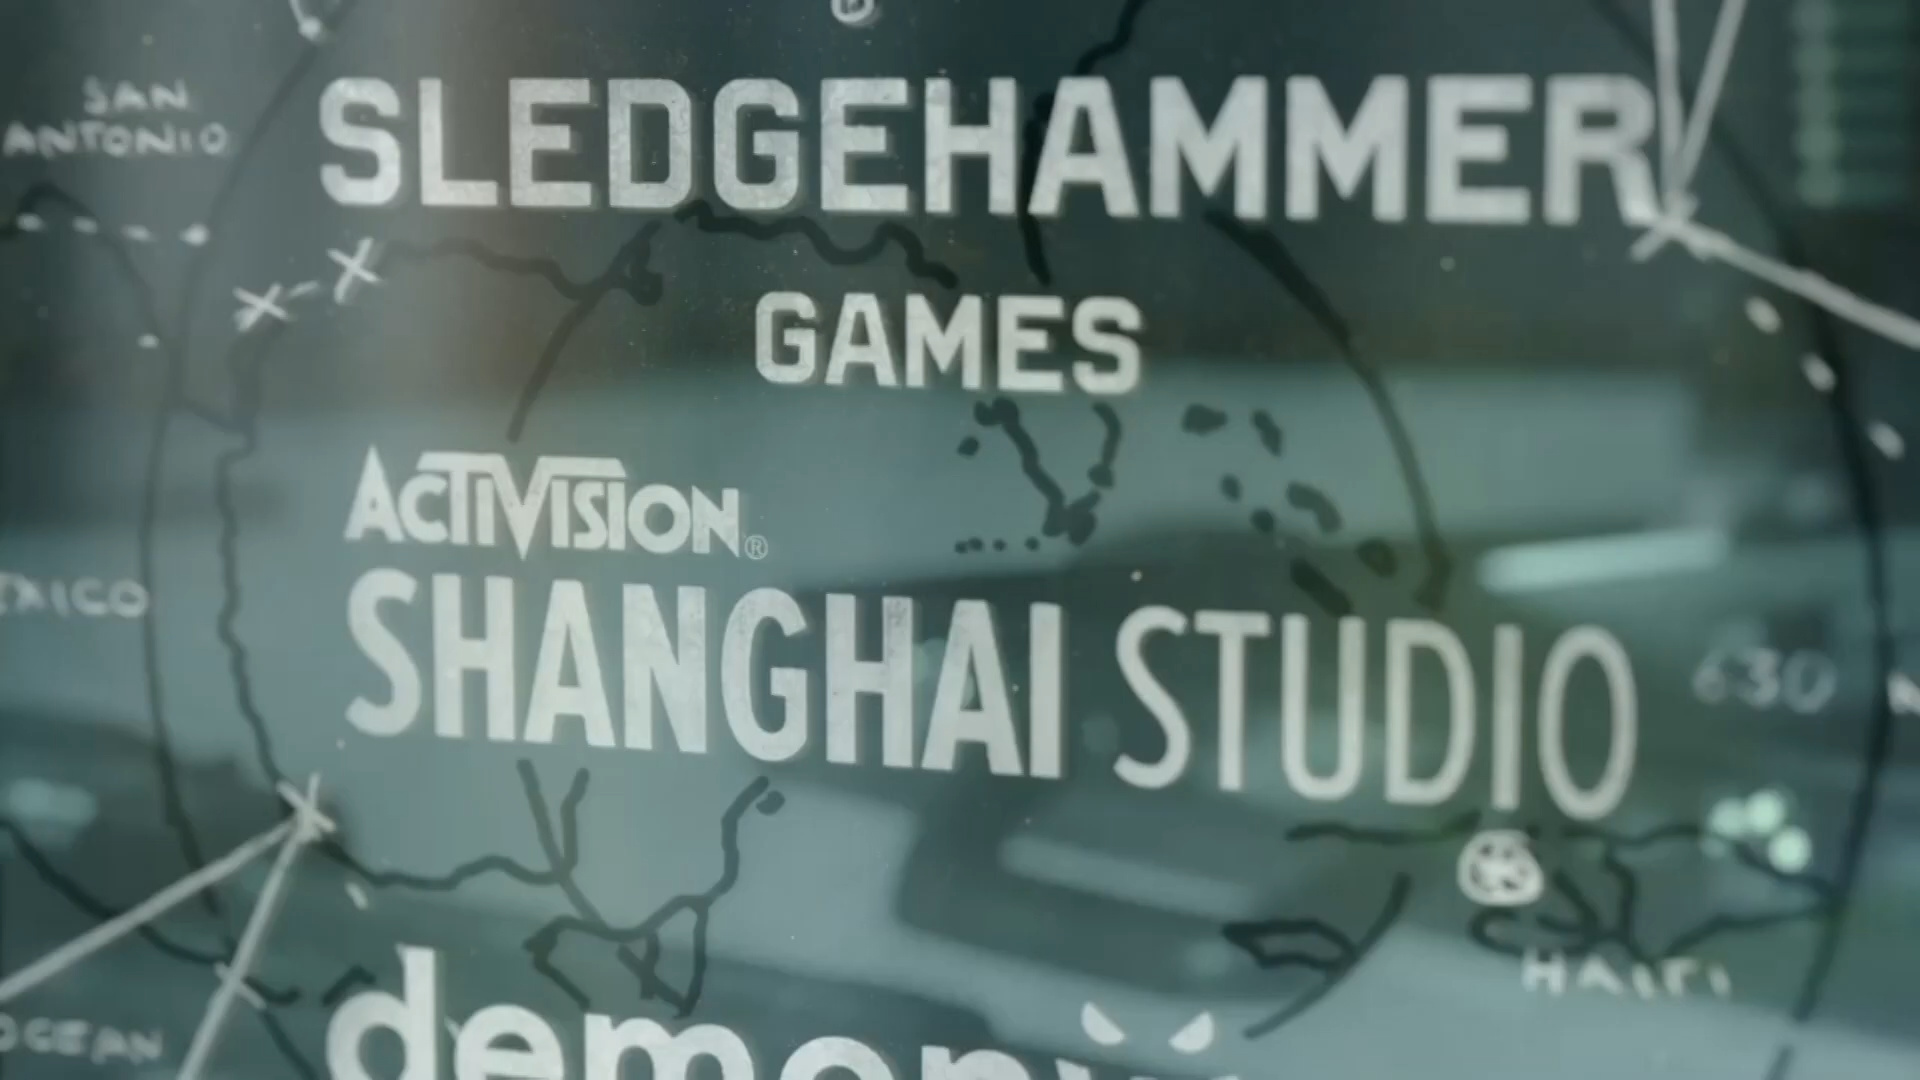 SAN
ANTONIO
SLEDGEHAMMER
GAMES
ACTIVISION®
SHANGHAI STUDIO
630
HAITI
OCEAN